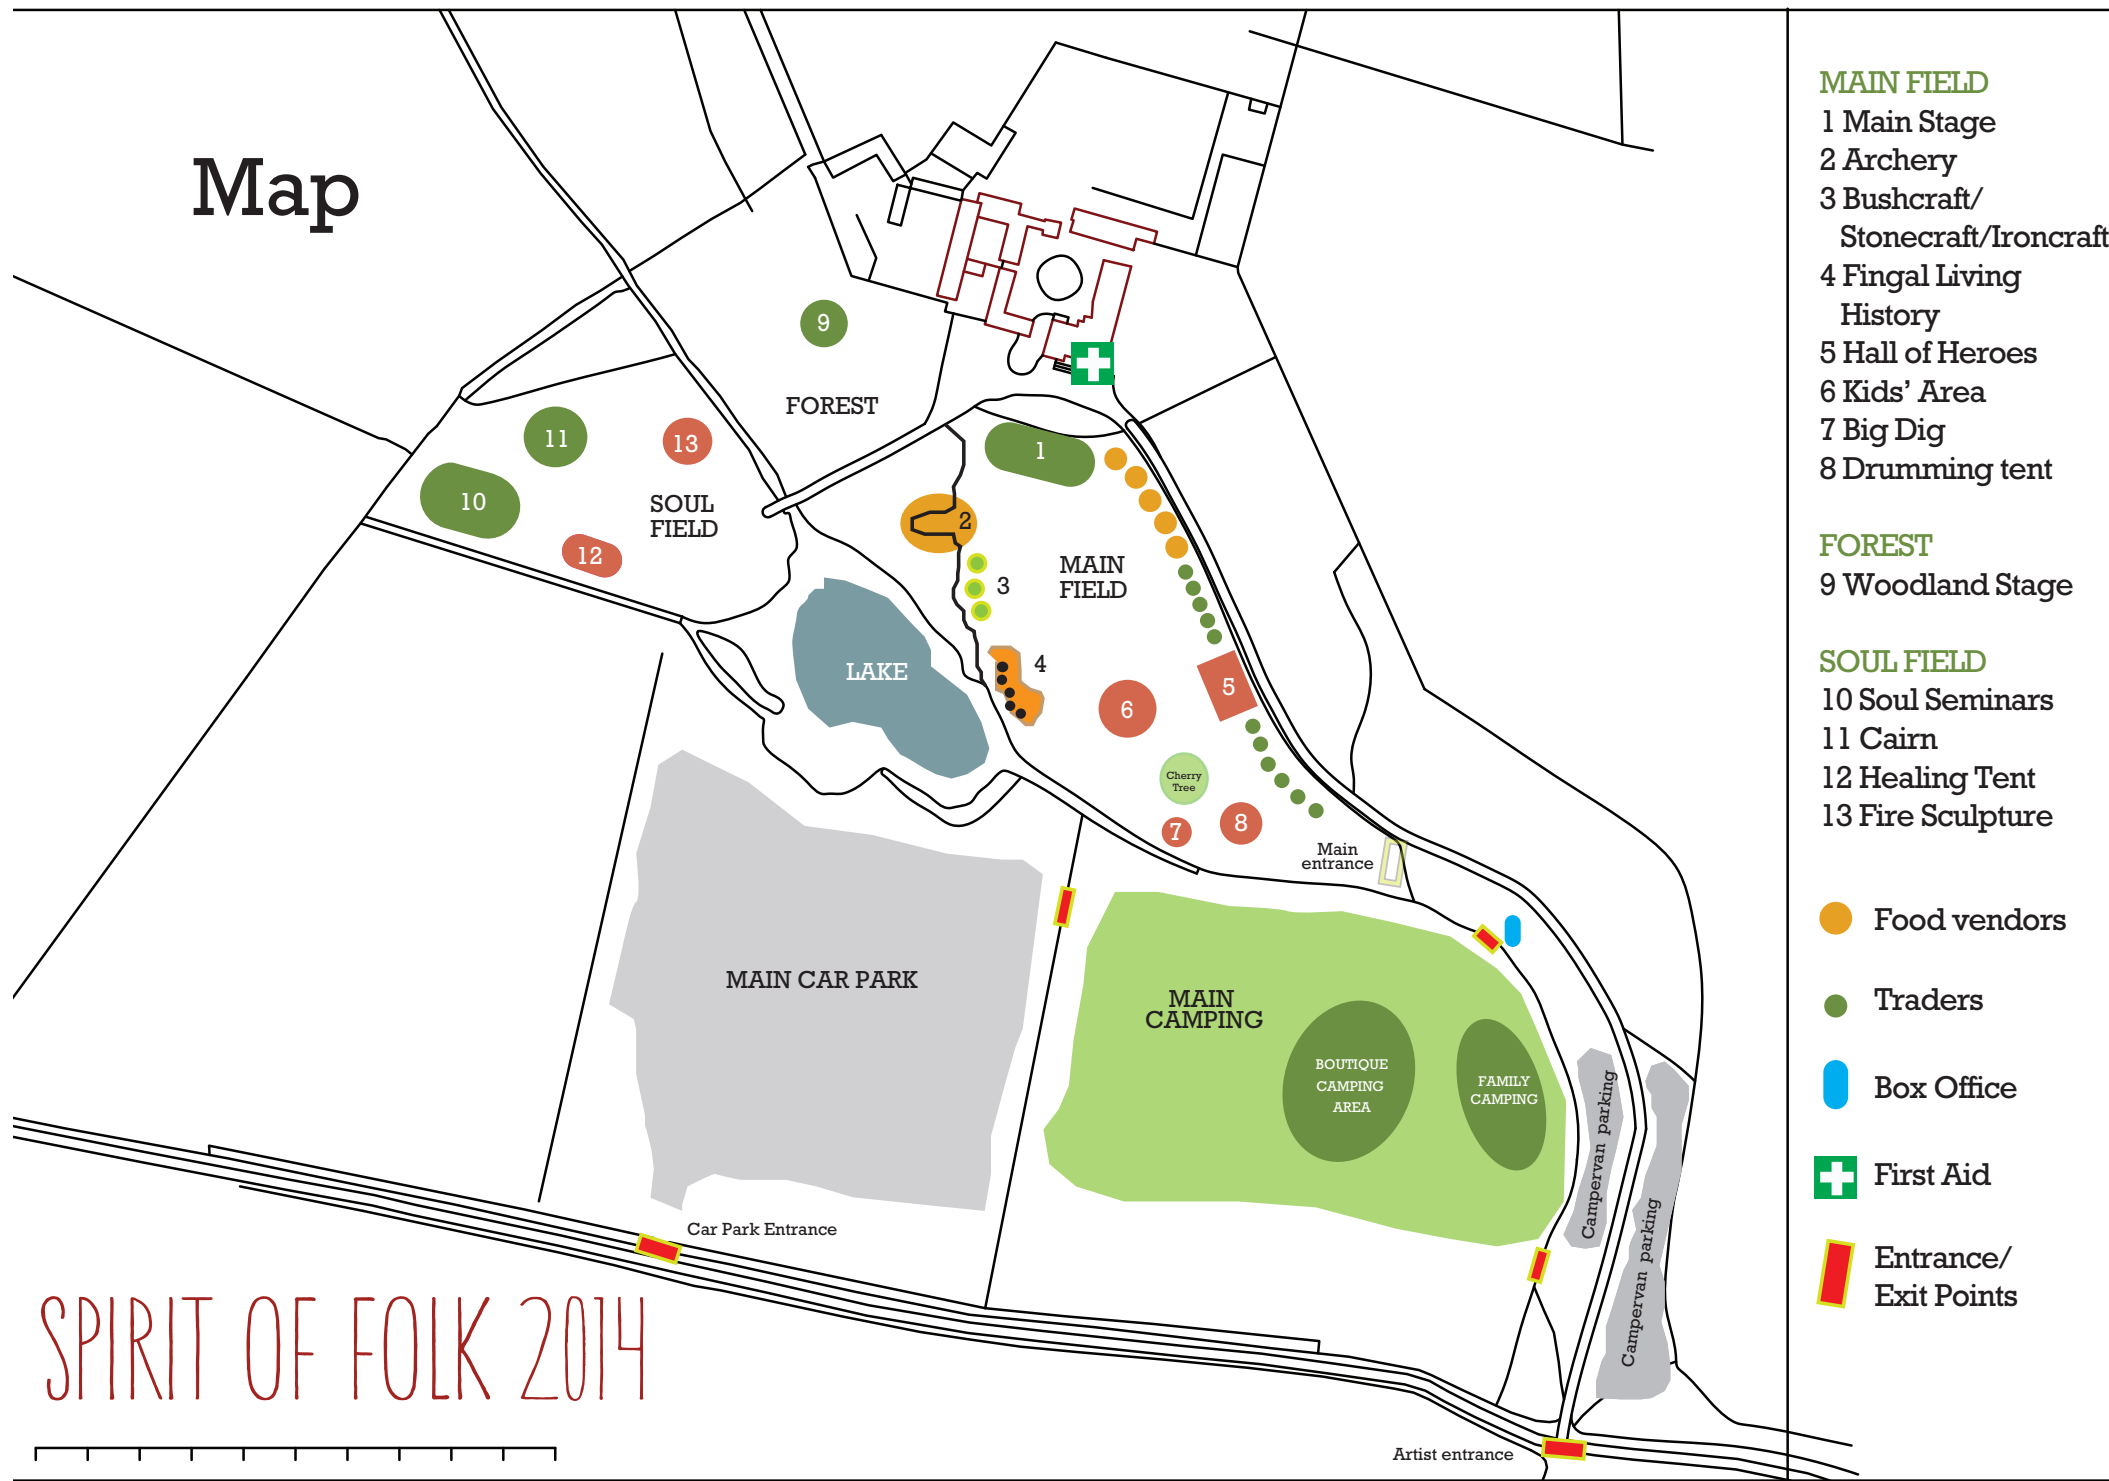 Map
MAIN FIELD
1 Main Stage
2 Archery
3 Bushcraft/
Stonecraft/Ironcraft
4 Fingal Living
History
5 Hall of Heroes
6 Kids' Area
7 Big Dig
8 Drumming tent
FOREST
9 Woodland Stage
SOUL FIELD
10 Soul Seminars
11 Cairn
12 Healing Tent
13 Fire Sculpture
Food vendors
Traders
Box Office
First Aid
Entrance/
Exit Points
9
FOREST
11
13
10
SOUL
FIELD
12
1
2
MAIN
FIELD
3
4
LAKE
5
6
Cherry
Tree
7
8
Main
entrance
MAIN CAR PARK
MAIN
CAMPING
BOUTIQUE
CAMPING
AREA
FAMILY
CAMPING
Campervan parking
Campervan parking
Car Park Entrance
Artist entrance
SPIRIT OF FOLK 2014